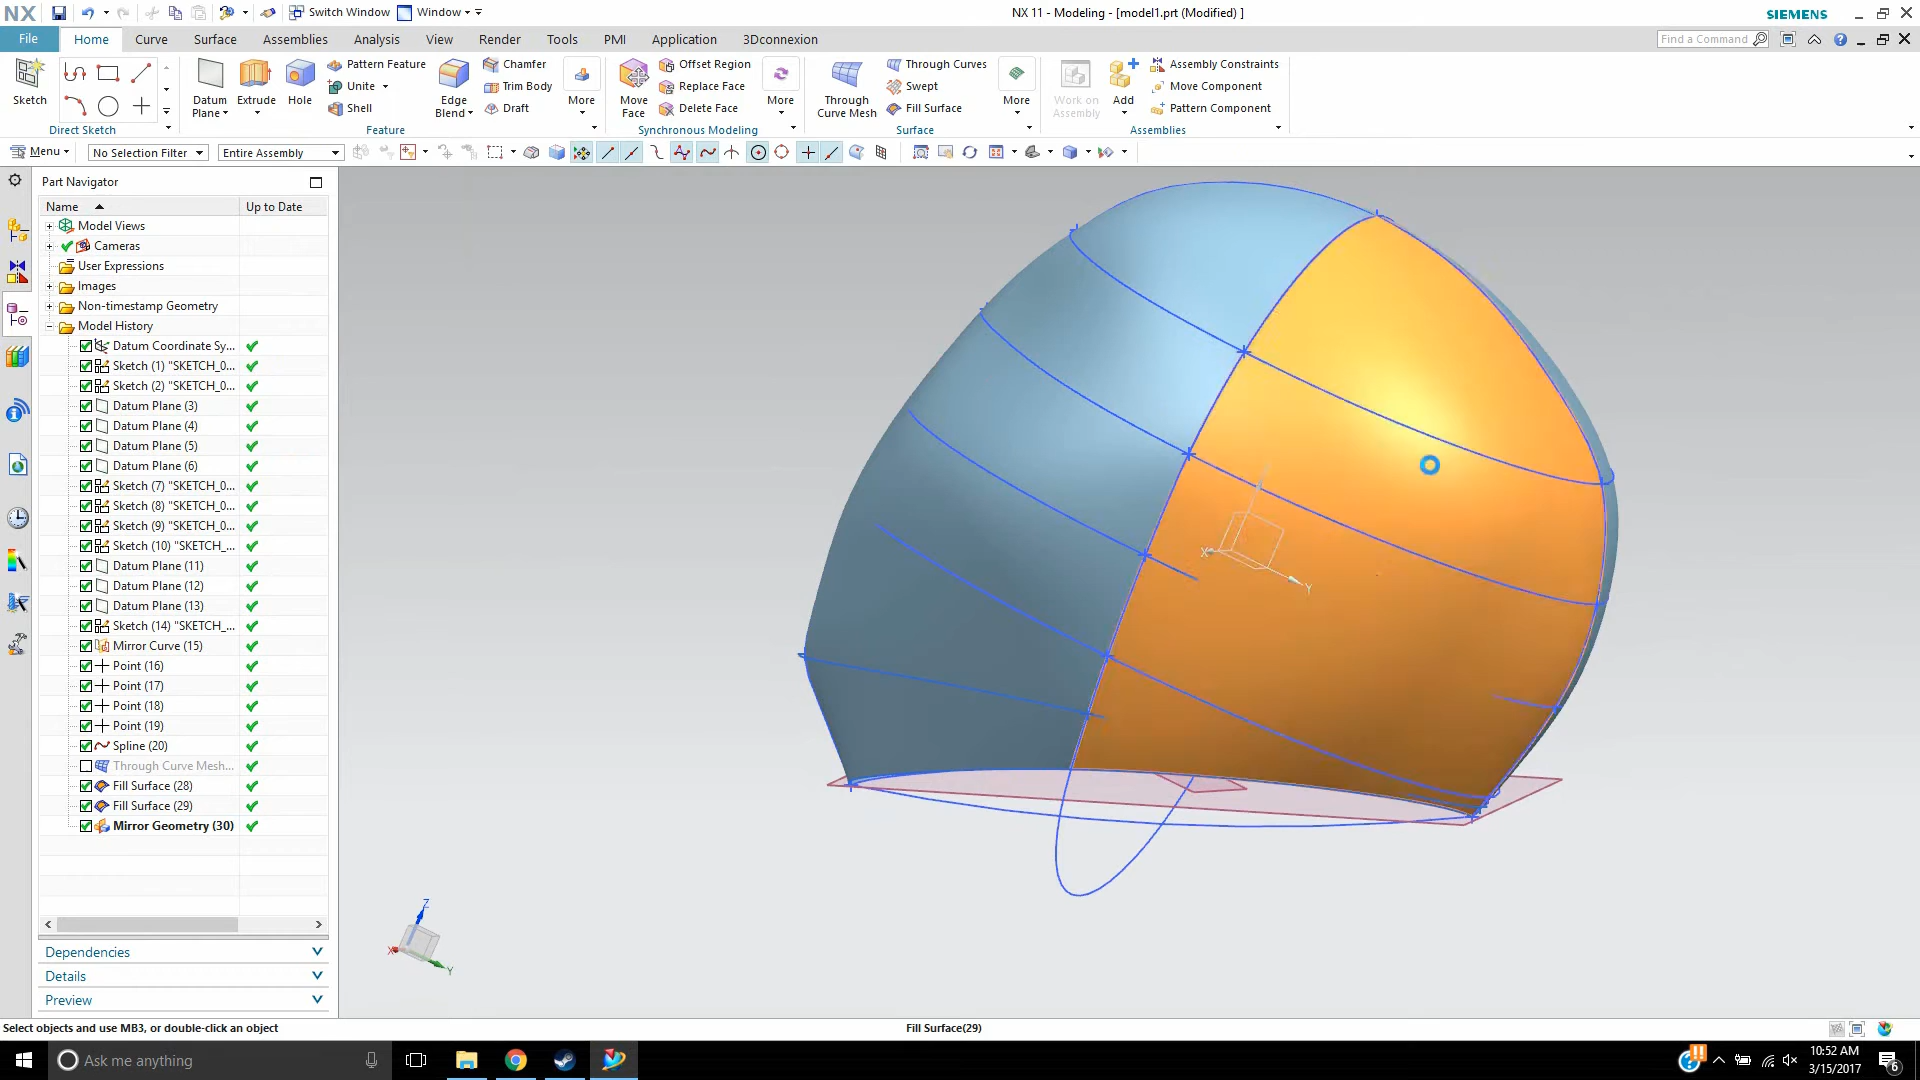 NX Switch Window Window NX 11 - Modeling - [model1.prt (Modified) ] SIEMENS
File Home Curve Surface Assemblies Analysis View Render Tools PMI Application 3Dconnexion Find a Command
Sketch
Direct Sketch
Datum Plane
Extrude
Hole
Pattern Feature
Unite
Shell
Edge Blend
Chamfer
Trim Body
Draft
More
Feature
Move Face
Offset Region
Replace Face
Delete Face
More
Synchronous Modeling
Through Curve Mesh
Through Curves
Swept
Fill Surface
More
Surface
Work on Assembly
Add
Assembly Constraints
Move Component
Pattern Component
Assemblies
Menu No Selection Filter Entire Assembly
Part Navigator
Name Up to Date
Model Views
Cameras
User Expressions
Images
Non-timestamp Geometry
Model History
Datum Coordinate Sy...
Sketch (1) "SKETCH_0...
Sketch (2) "SKETCH_0...
Datum Plane (3)
Datum Plane (4)
Datum Plane (5)
Datum Plane (6)
Sketch (7) "SKETCH_0...
Sketch (8) "SKETCH_0...
Sketch (9) "SKETCH_0...
Sketch (10) "SKETCH_...
Datum Plane (11)
Datum Plane (12)
Datum Plane (13)
Sketch (14) "SKETCH_...
Mirror Curve (15)
Point (16)
Point (17)
Point (18)
Point (19)
Spline (20)
Through Curve Mesh...
Fill Surface (28)
Fill Surface (29)
Mirror Geometry (30)
Dependencies
Details
Preview
X
Y
Z
X
Y
Select objects and use MB3, or double-click an object Fill Surface(29)
Ask me anything
10:52 AM
3/15/2017
6